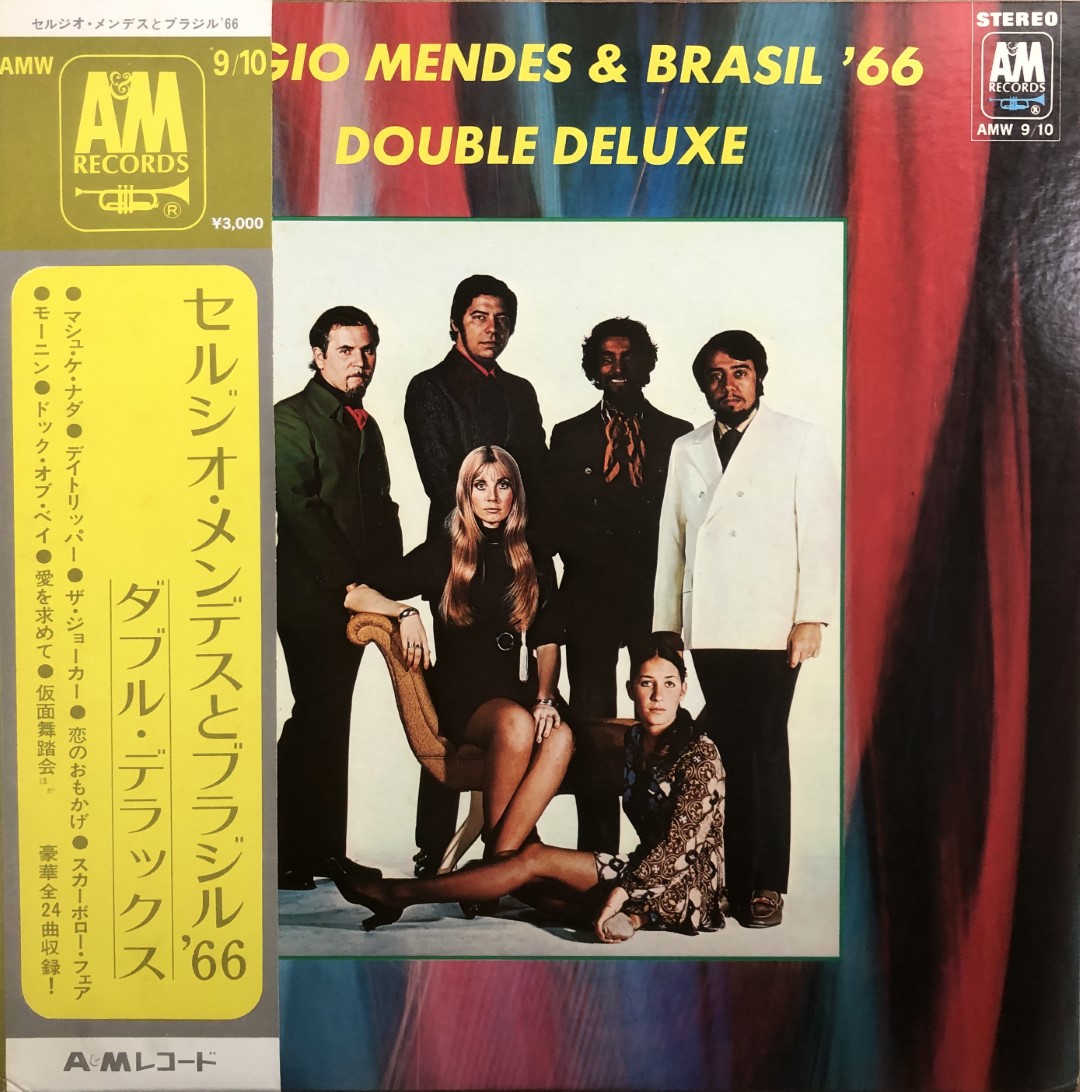 セルジオ・メンデスとブラジル'66
AMW 9/10
A&M
RECORDS
®
¥3,000
セルジオ・メンデスとブラジル'66
ダブル・デラックス
●マシュ・ケ・ナダ●デイトリッパー●ザ・ジョーカー●恋のおもかげ●スカーボロー・フェア
●モーニン●ドック・オブ・ベイ●愛を求めて●仮面舞踏会ほか 豪華全24曲収録!
A&Mレコード
GIO MENDES & BRASIL '66
DOUBLE DELUXE
STEREO
A&M
RECORDS
®
AMW 9/10